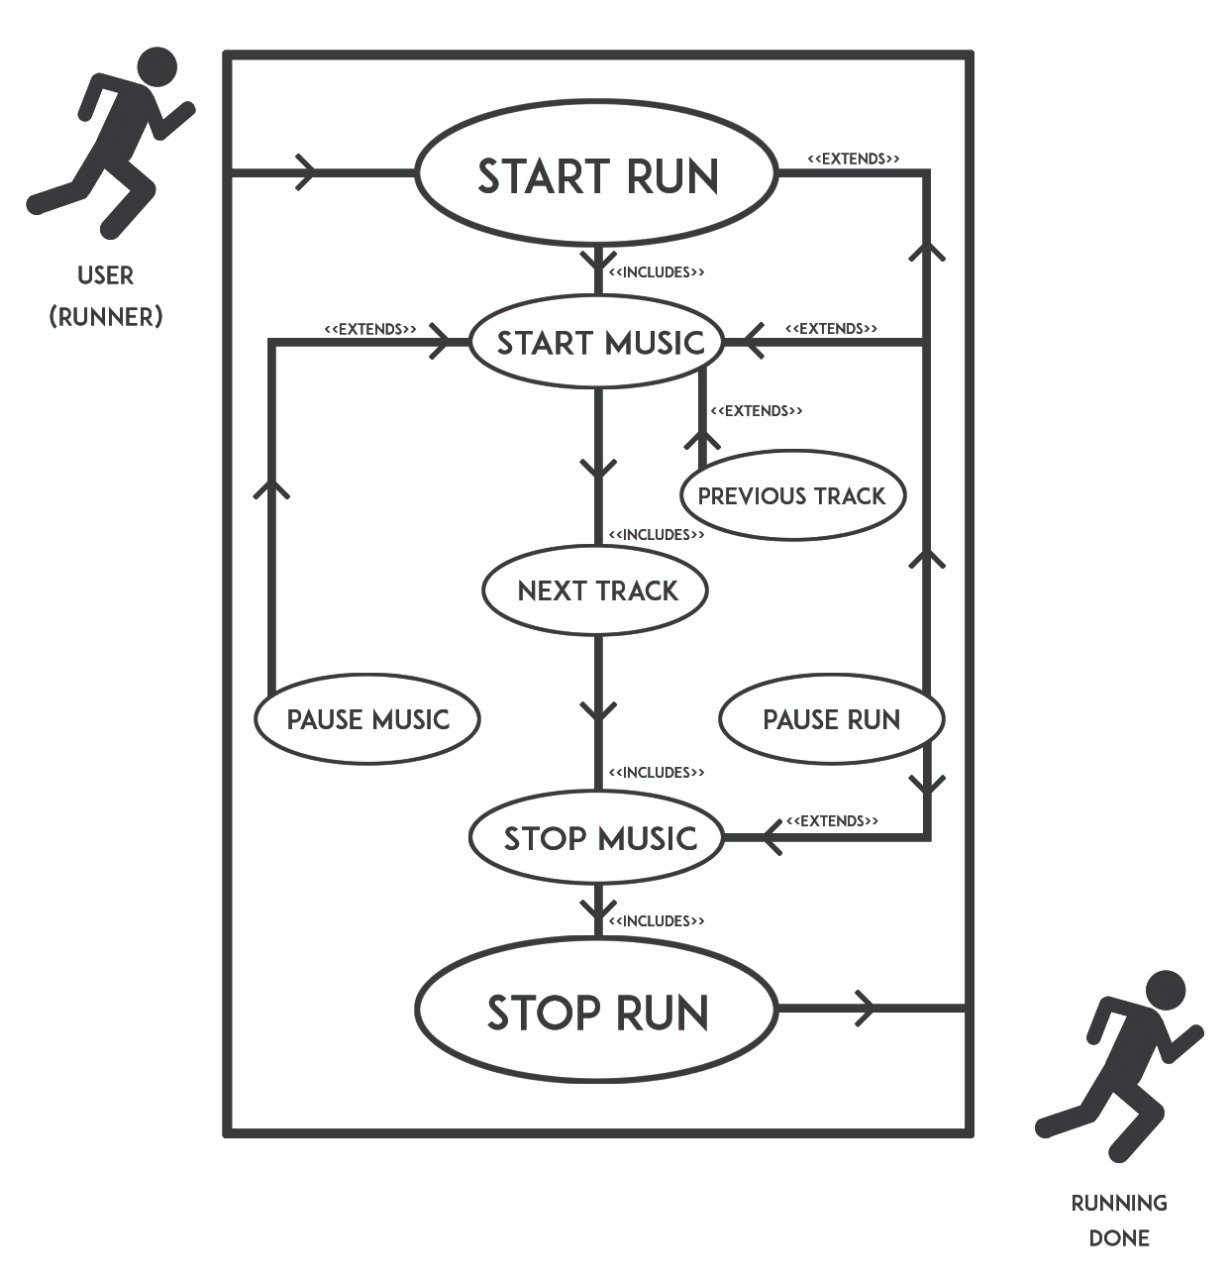 START RUN
<<EXTENDS>>
USER
(RUNNER)
<<INCLUDES>>
<<EXTENDS>>
START MUSIC
<<EXTENDS>>
<<EXTENDS>>
PREVIOUS TRACK
<<INCLUDES>>
NEXT TRACK
PAUSE MUSIC
PAUSE RUN
<<INCLUDES>>
STOP MUSIC
<<EXTENDS>>
<<INCLUDES>>
STOP RUN
RUNNING
DONE